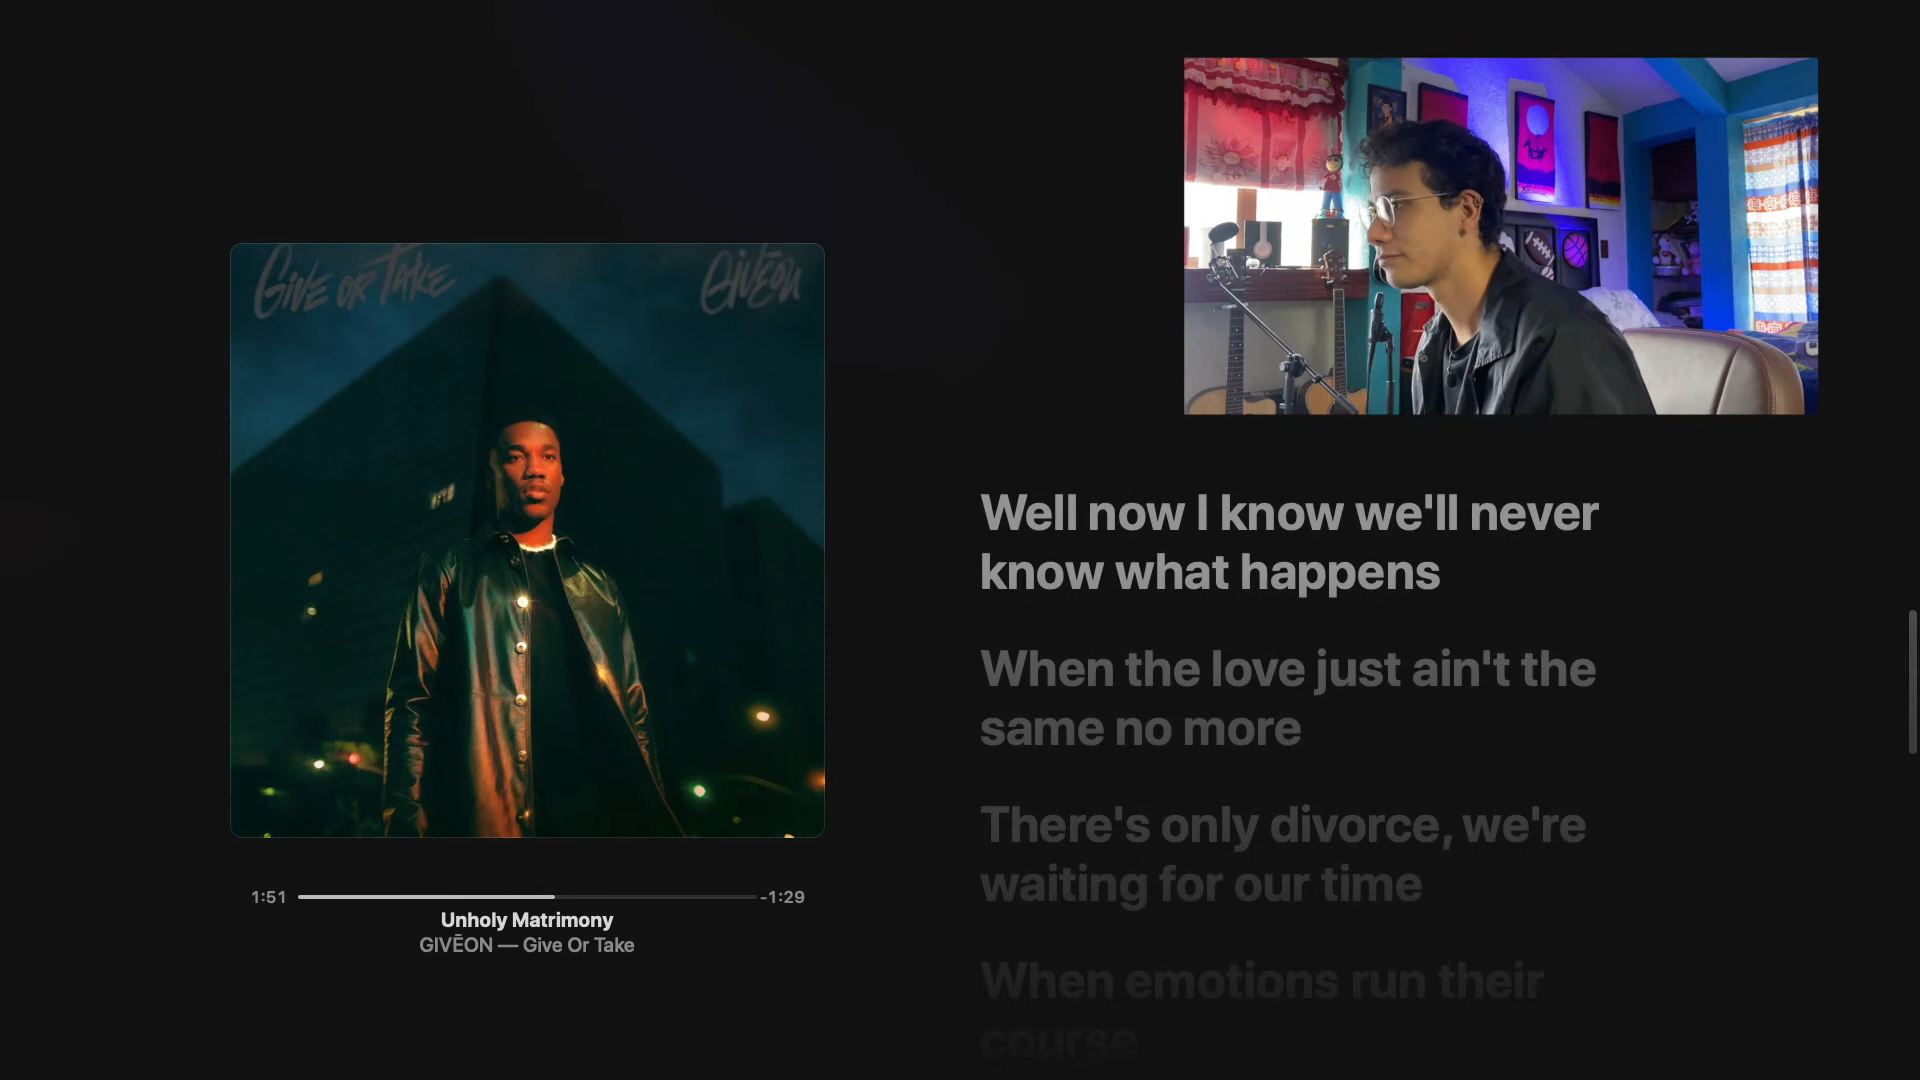 GIVE OR TAKE
GIVĒON
Well now I know we'll never
know what happens
When the love just ain't the
same no more
There's only divorce, we're
waiting for our time
When emotions run their
course
1:51
-1:29
Unholy Matrimony
GIVĒON — Give Or Take